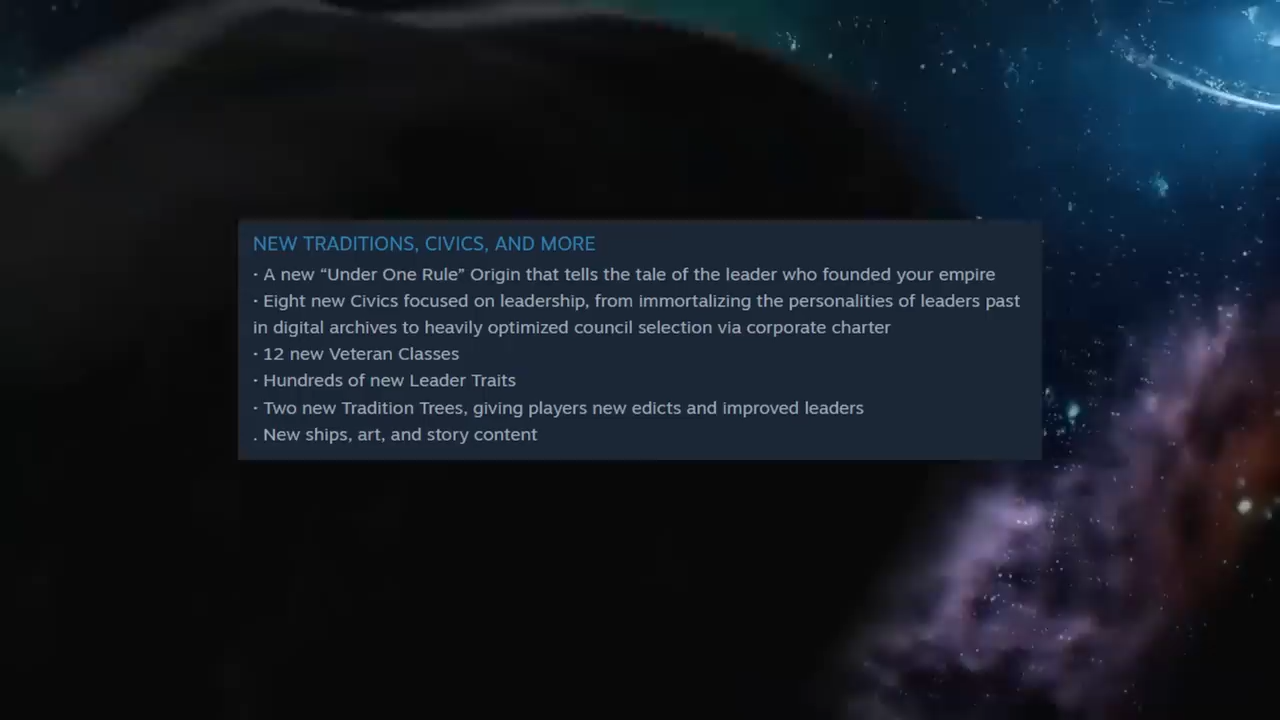 NEW TRADITIONS, CIVICS, AND MORE
· A new “Under One Rule” Origin that tells the tale of the leader who founded your empire
· Eight new Civics focused on leadership, from immortalizing the personalities of leaders past
in digital archives to heavily optimized council selection via corporate charter
· 12 new Veteran Classes
· Hundreds of new Leader Traits
· Two new Tradition Trees, giving players new edicts and improved leaders
. New ships, art, and story content